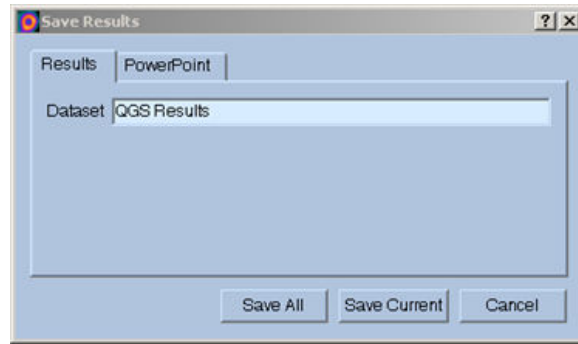 Save Results
Results PowerPoint
Dataset QGS Results
Save All Save Current Cancel